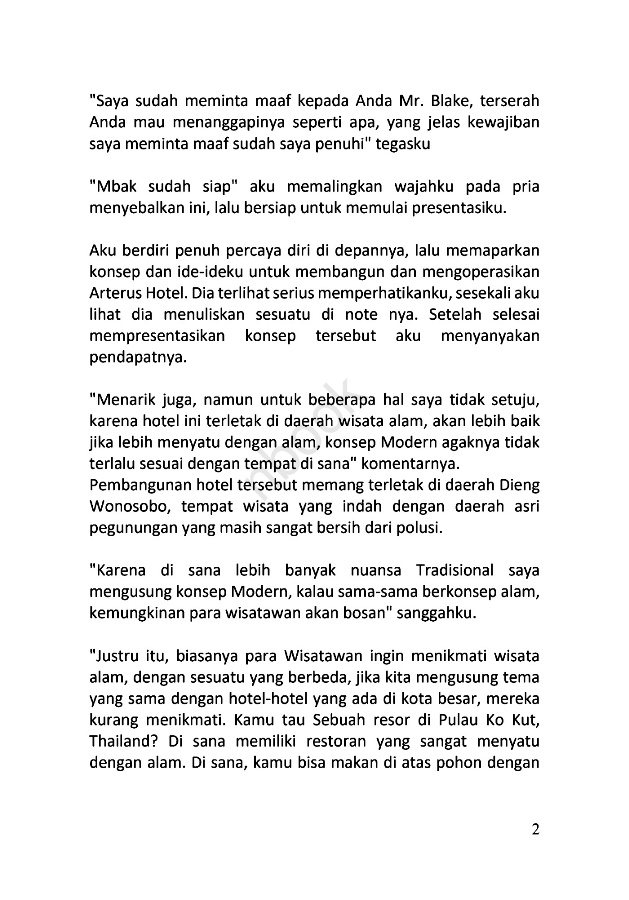 "Saya sudah meminta maaf kepada Anda Mr. Blake, terserah
Anda mau menanggapinya seperti apa, yang jelas kewajiban
saya meminta maaf sudah saya penuhi" tegasku
"Mbak sudah siap" aku memalingkan wajahku pada pria
menyebalkan ini, lalu bersiap untuk memulai presentasiku.
Aku berdiri penuh percaya diri di depannya, lalu memaparkan
konsep dan ide-ideku untuk membangun dan mengoperasikan
Arterus Hotel. Dia terlihat serius memperhatikanku, sesekali aku
lihat dia menuliskan sesuatu di note nya. Setelah selesai
mempresentasikan konsep tersebut aku menyanyakan
pendapatnya.
"Menarik juga, namun untuk beberapa hal saya tidak setuju,
karena hotel ini terletak di daerah wisata alam, akan lebih baik
jika lebih menyatu dengan alam, konsep Modern agaknya tidak
terlalu sesuai dengan tempat di sana" komentarnya.
Pembangunan hotel tersebut memang terletak di daerah Dieng
Wonosobo, tempat wisata yang indah dengan daerah asri
pegunungan yang masih sangat bersih dari polusi.
"Karena di sana lebih banyak nuansa Tradisional saya
mengusung konsep Modern, kalau sama-sama berkonsep alam,
kemungkinan para wisatawan akan bosan" sanggahku.
"Justru itu, biasanya para Wisatawan ingin menikmati wisata
alam, dengan sesuatu yang berbeda, jika kita mengusung tema
yang sama dengan hotel-hotel yang ada di kota besar, mereka
kurang menikmati. Kamu tau Sebuah resor di Pulau Ko Kut,
Thailand? Di sana memiliki restoran yang sangat menyatu
dengan alam. Di sana, kamu bisa makan di atas pohon dengan
2